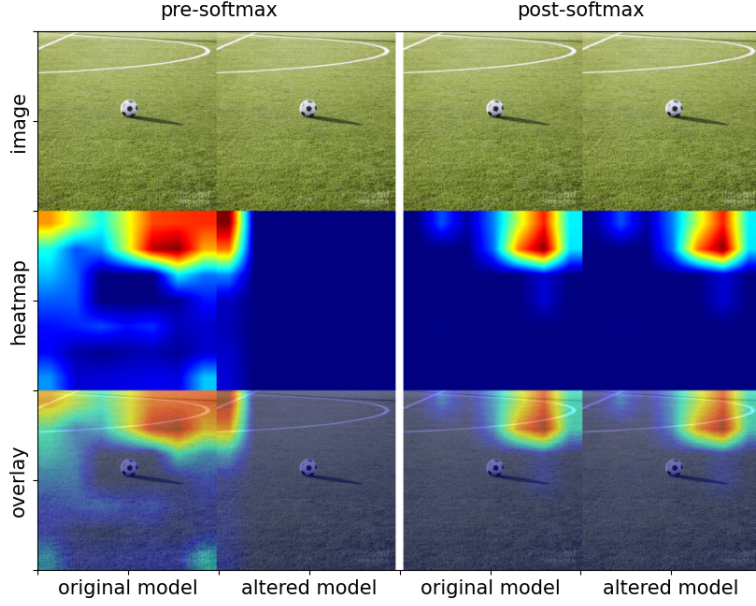 pre-softmax
post-softmax
image
heatmap
overlay
original model
altered model
original model
altered model